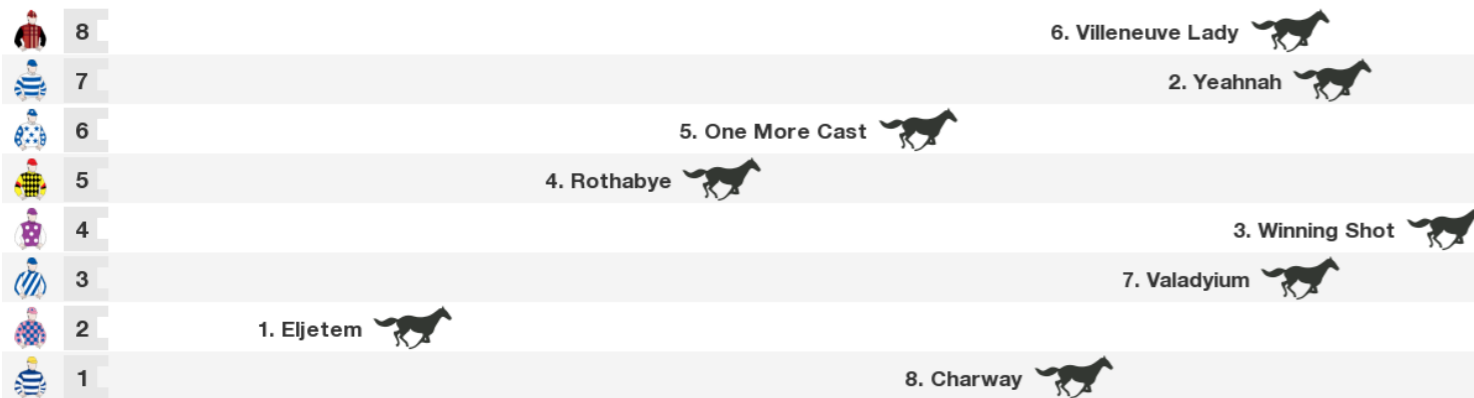 8 6. Villeneuve Lady
7 2. Yeahnah
6 5. One More Cast
5 4. Rothabye
4 3. Winning Shot
3 7. Valadyium
2 1. Eljetem
1 8. Charway